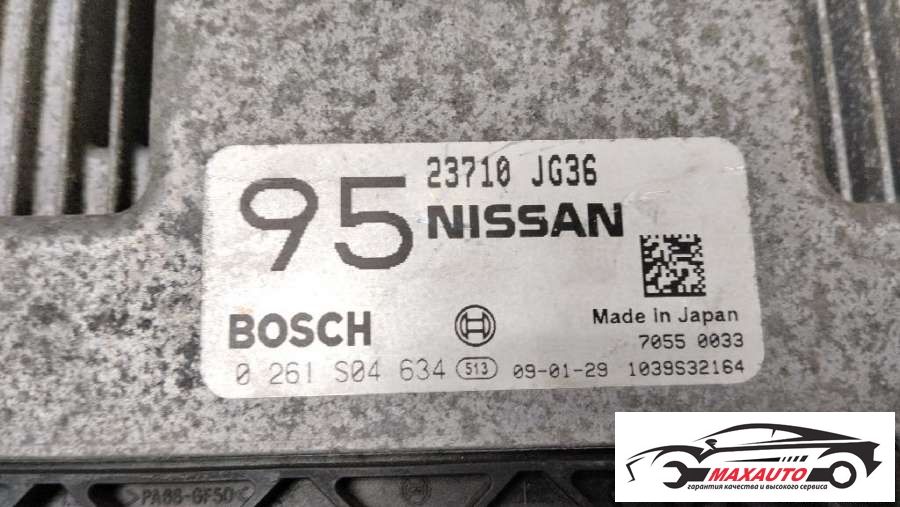 23710 JG36
95
NISSAN
BOSCH
Made in Japan
7055 0033
0 261 S04 634 513 09-01-29 1039S32164
>PA66-GF50<
MAXAUTO
гарантия качества и высокого сервиса